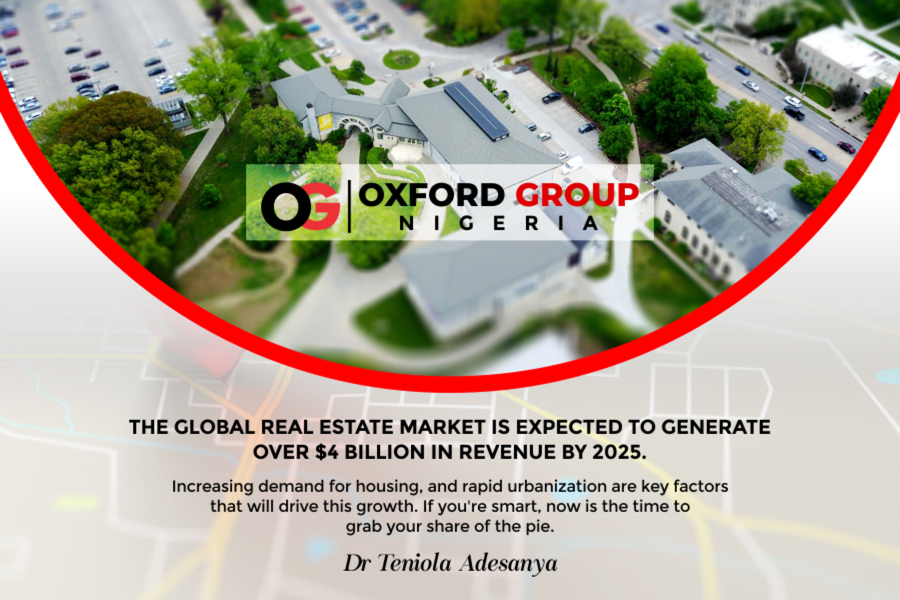 OG | OXFORD GROUP
NIGERIA
THE GLOBAL REAL ESTATE MARKET IS EXPECTED TO GENERATE
OVER $4 BILLION IN REVENUE BY 2025.
Increasing demand for housing, and rapid urbanization are key factors
that will drive this growth. If you're smart, now is the time to
grab your share of the pie.
Dr Teniola Adesanya